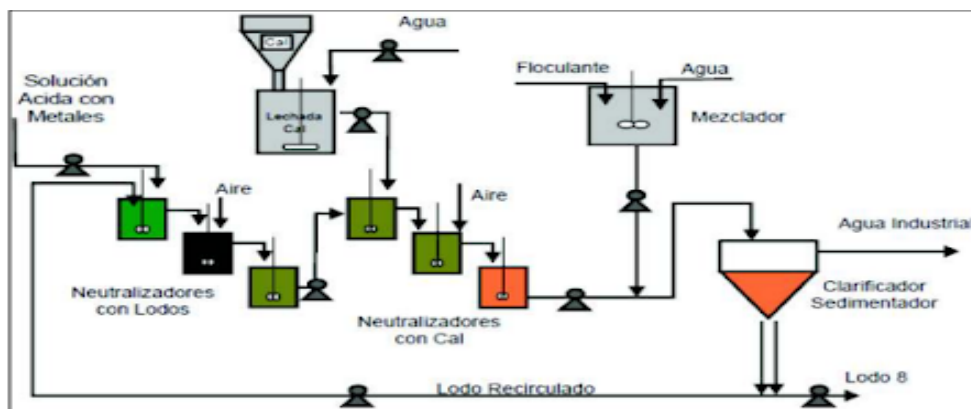 Cal
Agua
Solución
Acida con
Metales
Lechada
Cal
Floculante
Agua
Mezclador
Aire
Aire
Agua Industrial
Neutralizadores
con Lodos
Neutralizadores
con Cal
Clarificador
Sedimentador
Lodo Recirculado
Lodo 8